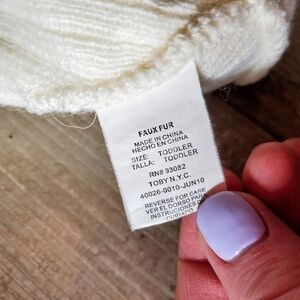 FAUX FUR
MADE IN CHINA
HECHO EN CHINA
SIZE: TODDLER
TALLA: TODDLER
RN# 93082
TOBY N.Y.C.
40026-0010-JUN10
REVERSE FOR CARE
VER EL DORSO PARA
INSTRUCCIONES DE
CUIDADO